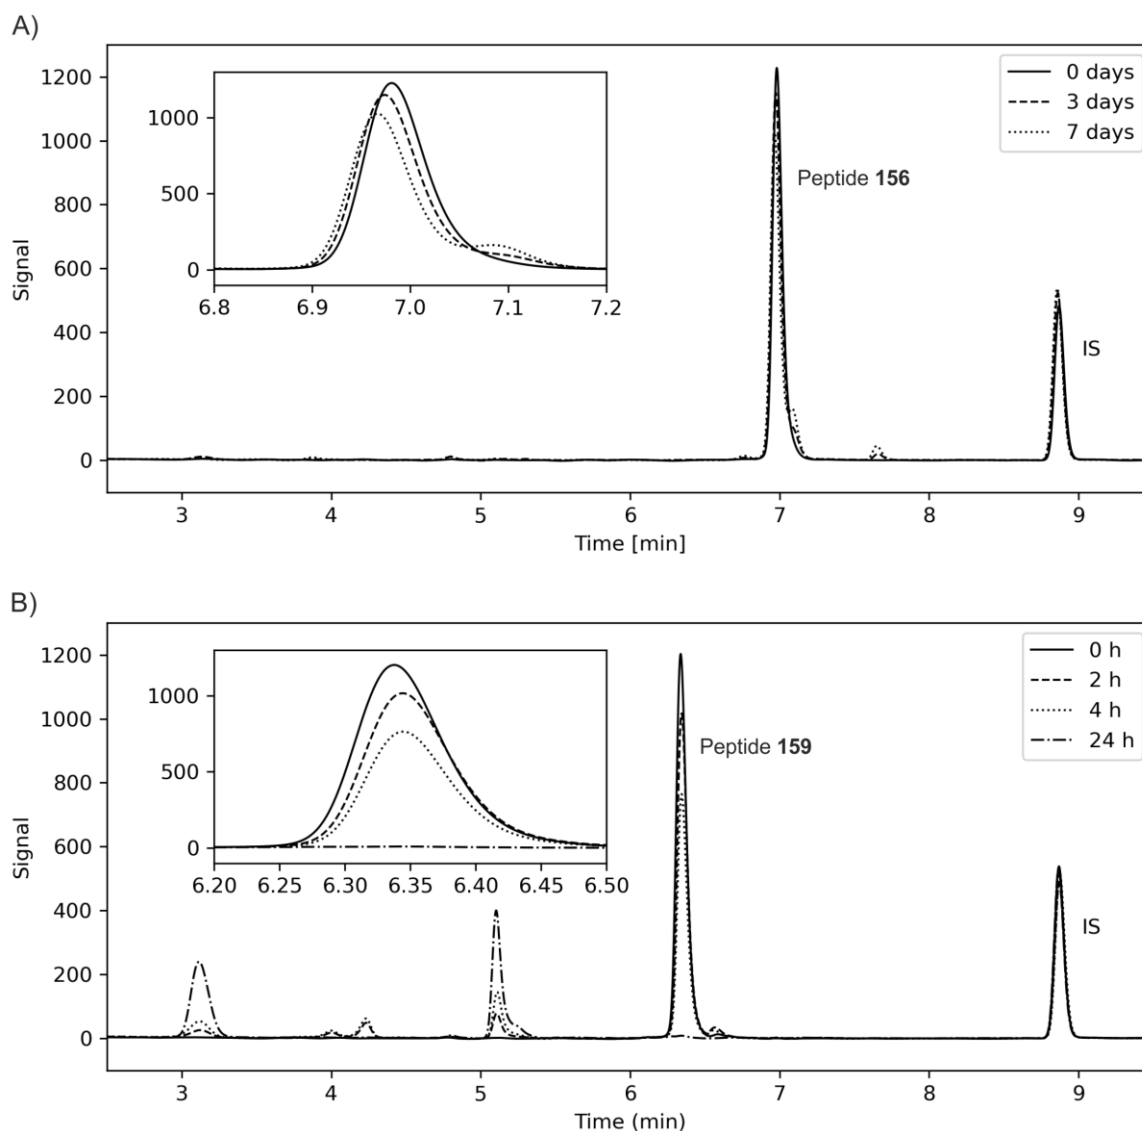 A)
1200
1000
800
600
400
200
0
Signal
1000
500
0
6.8 6.9 7.0 7.1 7.2
0 days
3 days
7 days
Peptide 156
IS
3 4 5 6 7 8 9
Time [min]
B)
1200
1000
800
600
400
200
0
Signal
1000
500
0
6.20 6.25 6.30 6.35 6.40 6.45 6.50
0 h
2 h
4 h
24 h
Peptide 159
IS
3 4 5 6 7 8 9
Time (min)